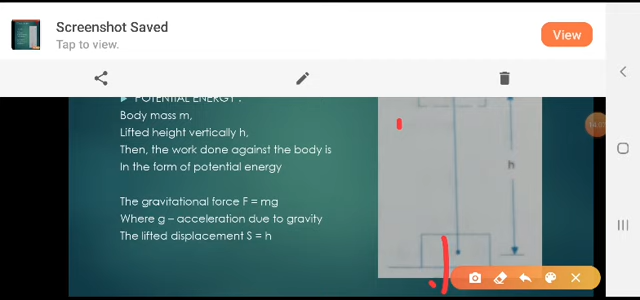 Screenshot Saved
Tap to view.
View
POTENTIAL ENERGY :
Body mass m,
Lifted height vertically h,
Then, the work done against the body is
In the form of potential energy
h
The gravitational force F = mg
Where g – acceleration due to gravity
The lifted displacement S = h